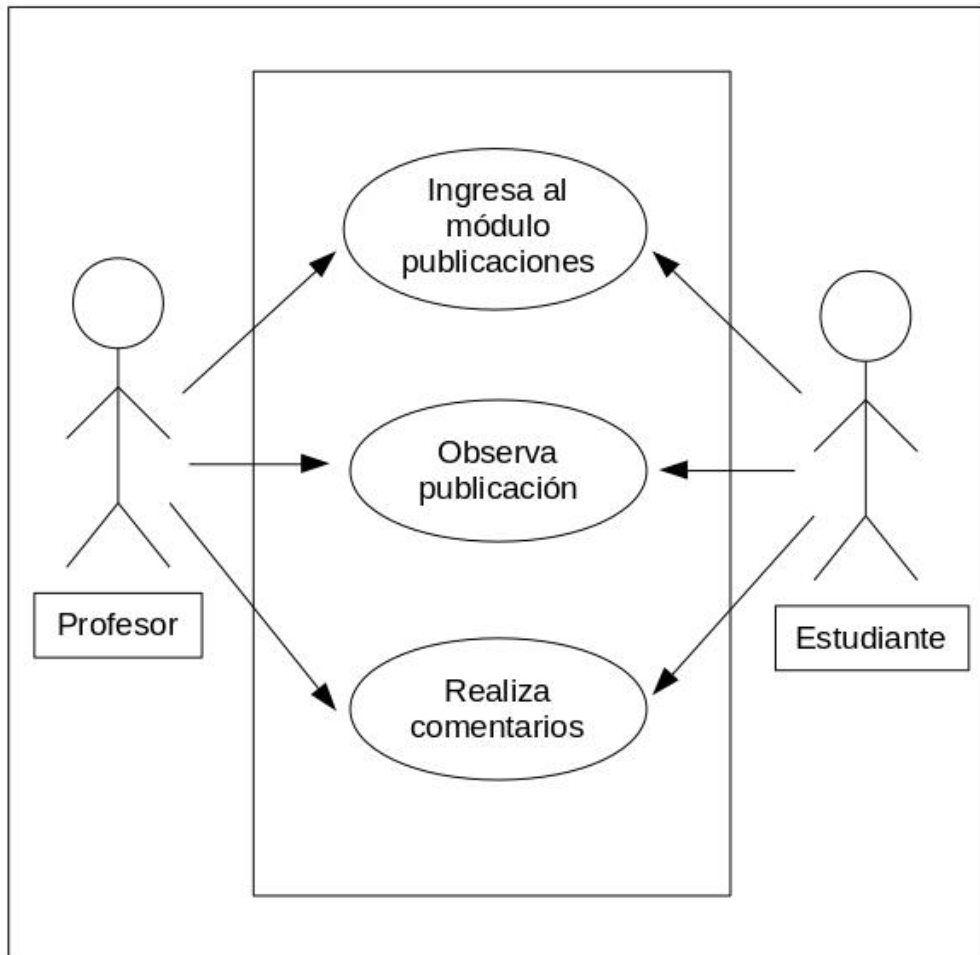 Ingresa al
módulo
publicaciones
Observa
publicación
Profesor
Estudiante
Realiza
comentarios